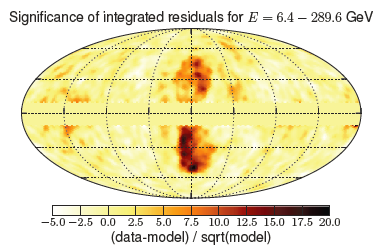 Significance of integrated residuals for E = 6.4 − 289.6 GeV
−5.0 −2.5 0.0 2.5 5.0 7.5 10.0 12.5 15.0 17.5 20.0
(data-model) / sqrt(model)